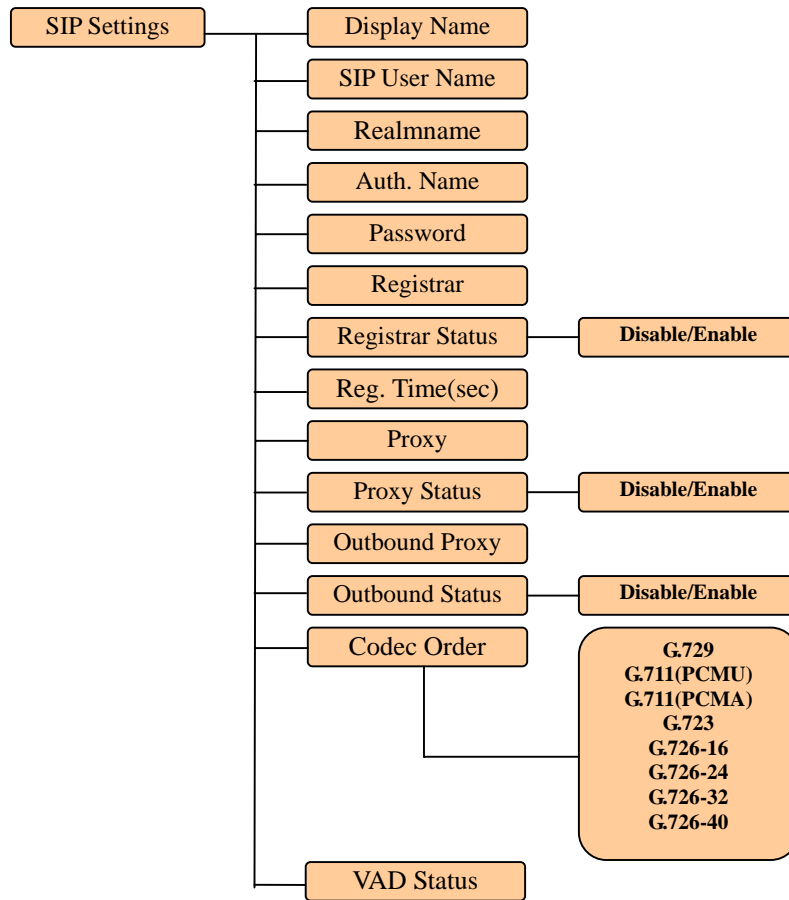 SIP Settings
Display Name
SIP User Name
Realmname
Auth. Name
Password
Registrar
Registrar Status
Disable/Enable
Reg. Time(sec)
Proxy
Proxy Status
Disable/Enable
Outbound Proxy
Outbound Status
Disable/Enable
Codec Order
G.729
G.711(PCMU)
G.711(PCMA)
G.723
G.726-16
G.726-24
G.726-32
G.726-40
VAD Status